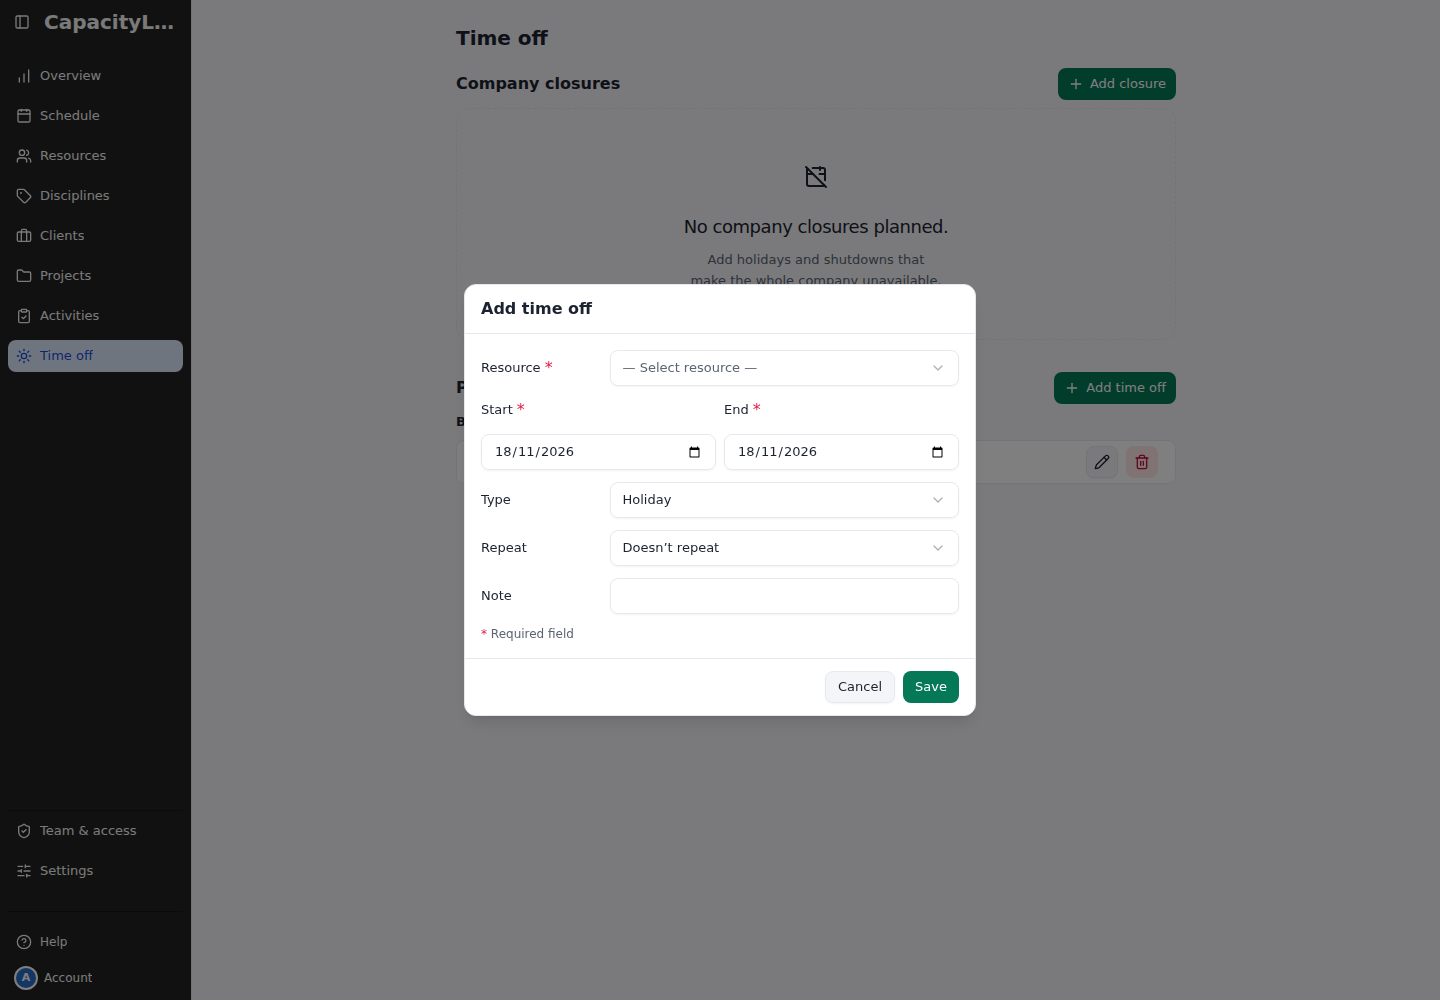 CapacityL...
Overview
Schedule
Resources
Disciplines
Clients
Projects
Activities
Time off
Team & access
Settings
Help
A Account
Time off
Company closures
Add closure
No company closures planned.
Add holidays and shutdowns that
make the whole company unavailable.
Add time off
Add time off
Resource *
— Select resource —
Start * End *
18/11/2026 18/11/2026
Type Holiday
Repeat Doesn’t repeat
Note
* Required field
Cancel Save